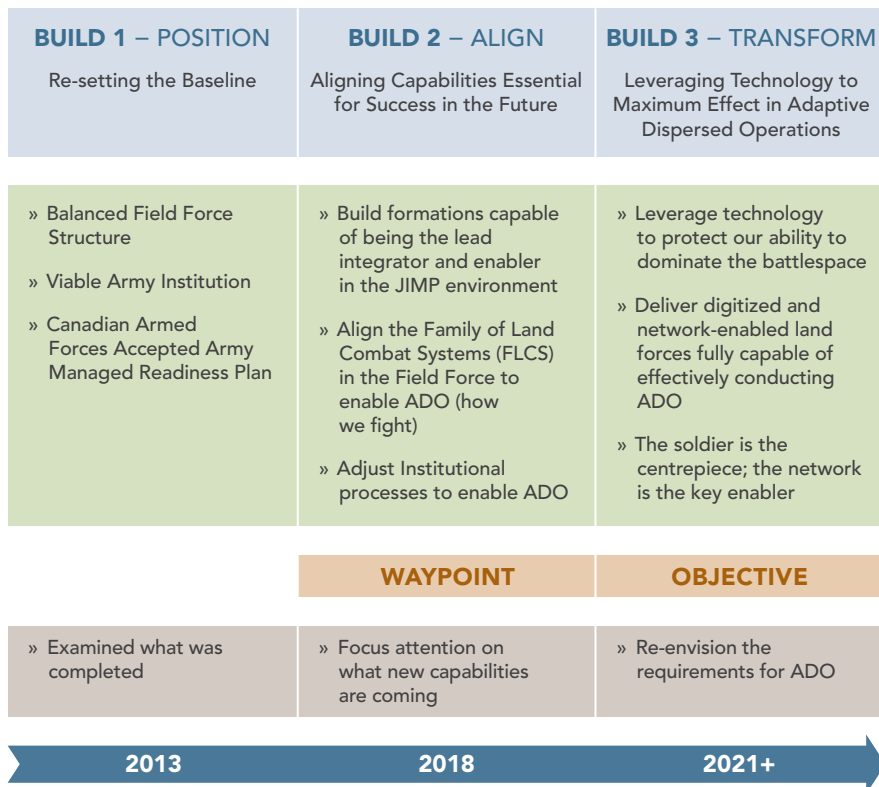 BUILD 1 – POSITION
Re-setting the Baseline
BUILD 2 – ALIGN
Aligning Capabilities Essential
for Success in the Future
BUILD 3 – TRANSFORM
Leveraging Technology to
Maximum Effect in Adaptive
Dispersed Operations
» Balanced Field Force
Structure
» Viable Army Institution
» Canadian Armed
Forces Accepted Army
Managed Readiness Plan
» Build formations capable
of being the lead
integrator and enabler
in the JIMP environment
» Align the Family of Land
Combat Systems (FLCS)
in the Field Force to
enable ADO (how
we fight)
» Adjust Institutional
processes to enable ADO
» Leverage technology
to protect our ability to
dominate the battlespace
» Deliver digitized and
network-enabled land
forces fully capable of
effectively conducting
ADO
» The soldier is the
centrepiece; the network
is the key enabler
WAYPOINT
OBJECTIVE
» Examined what was
completed
» Focus attention on
what new capabilities
are coming
» Re-envision the
requirements for ADO
2013
2018
2021+